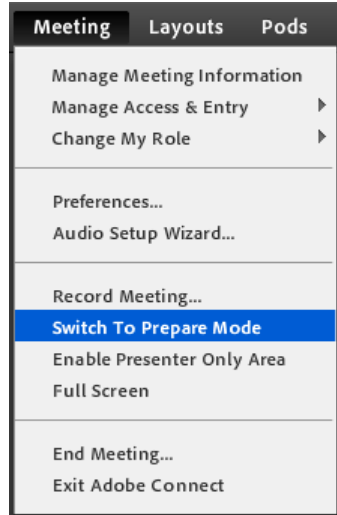 Meeting Layouts Pods
Manage Meeting Information
Manage Access & Entry
Change My Role
Preferences...
Audio Setup Wizard...
Record Meeting...
Switch To Prepare Mode
Enable Presenter Only Area
Full Screen
End Meeting...
Exit Adobe Connect